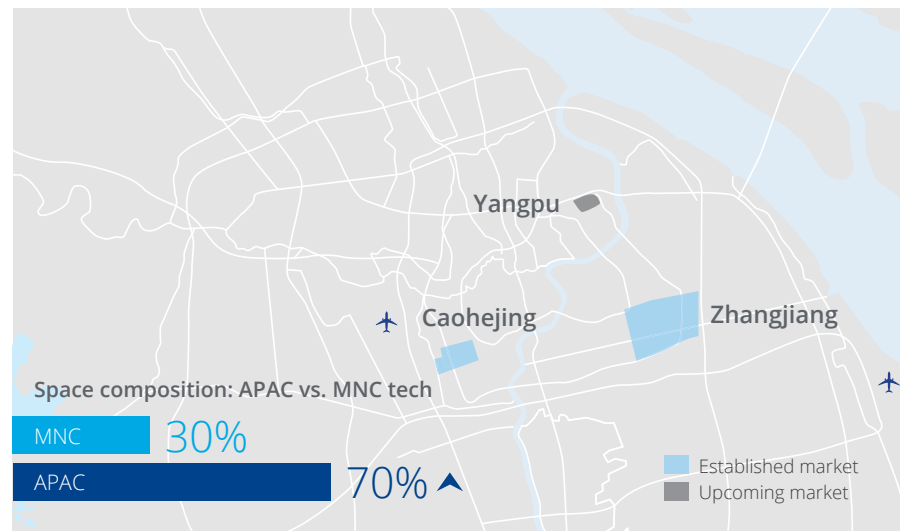 Yangpu
Caohejing
Zhangjiang
Space composition: APAC vs. MNC tech
MNC 30%
APAC 70%
Established market
Upcoming market